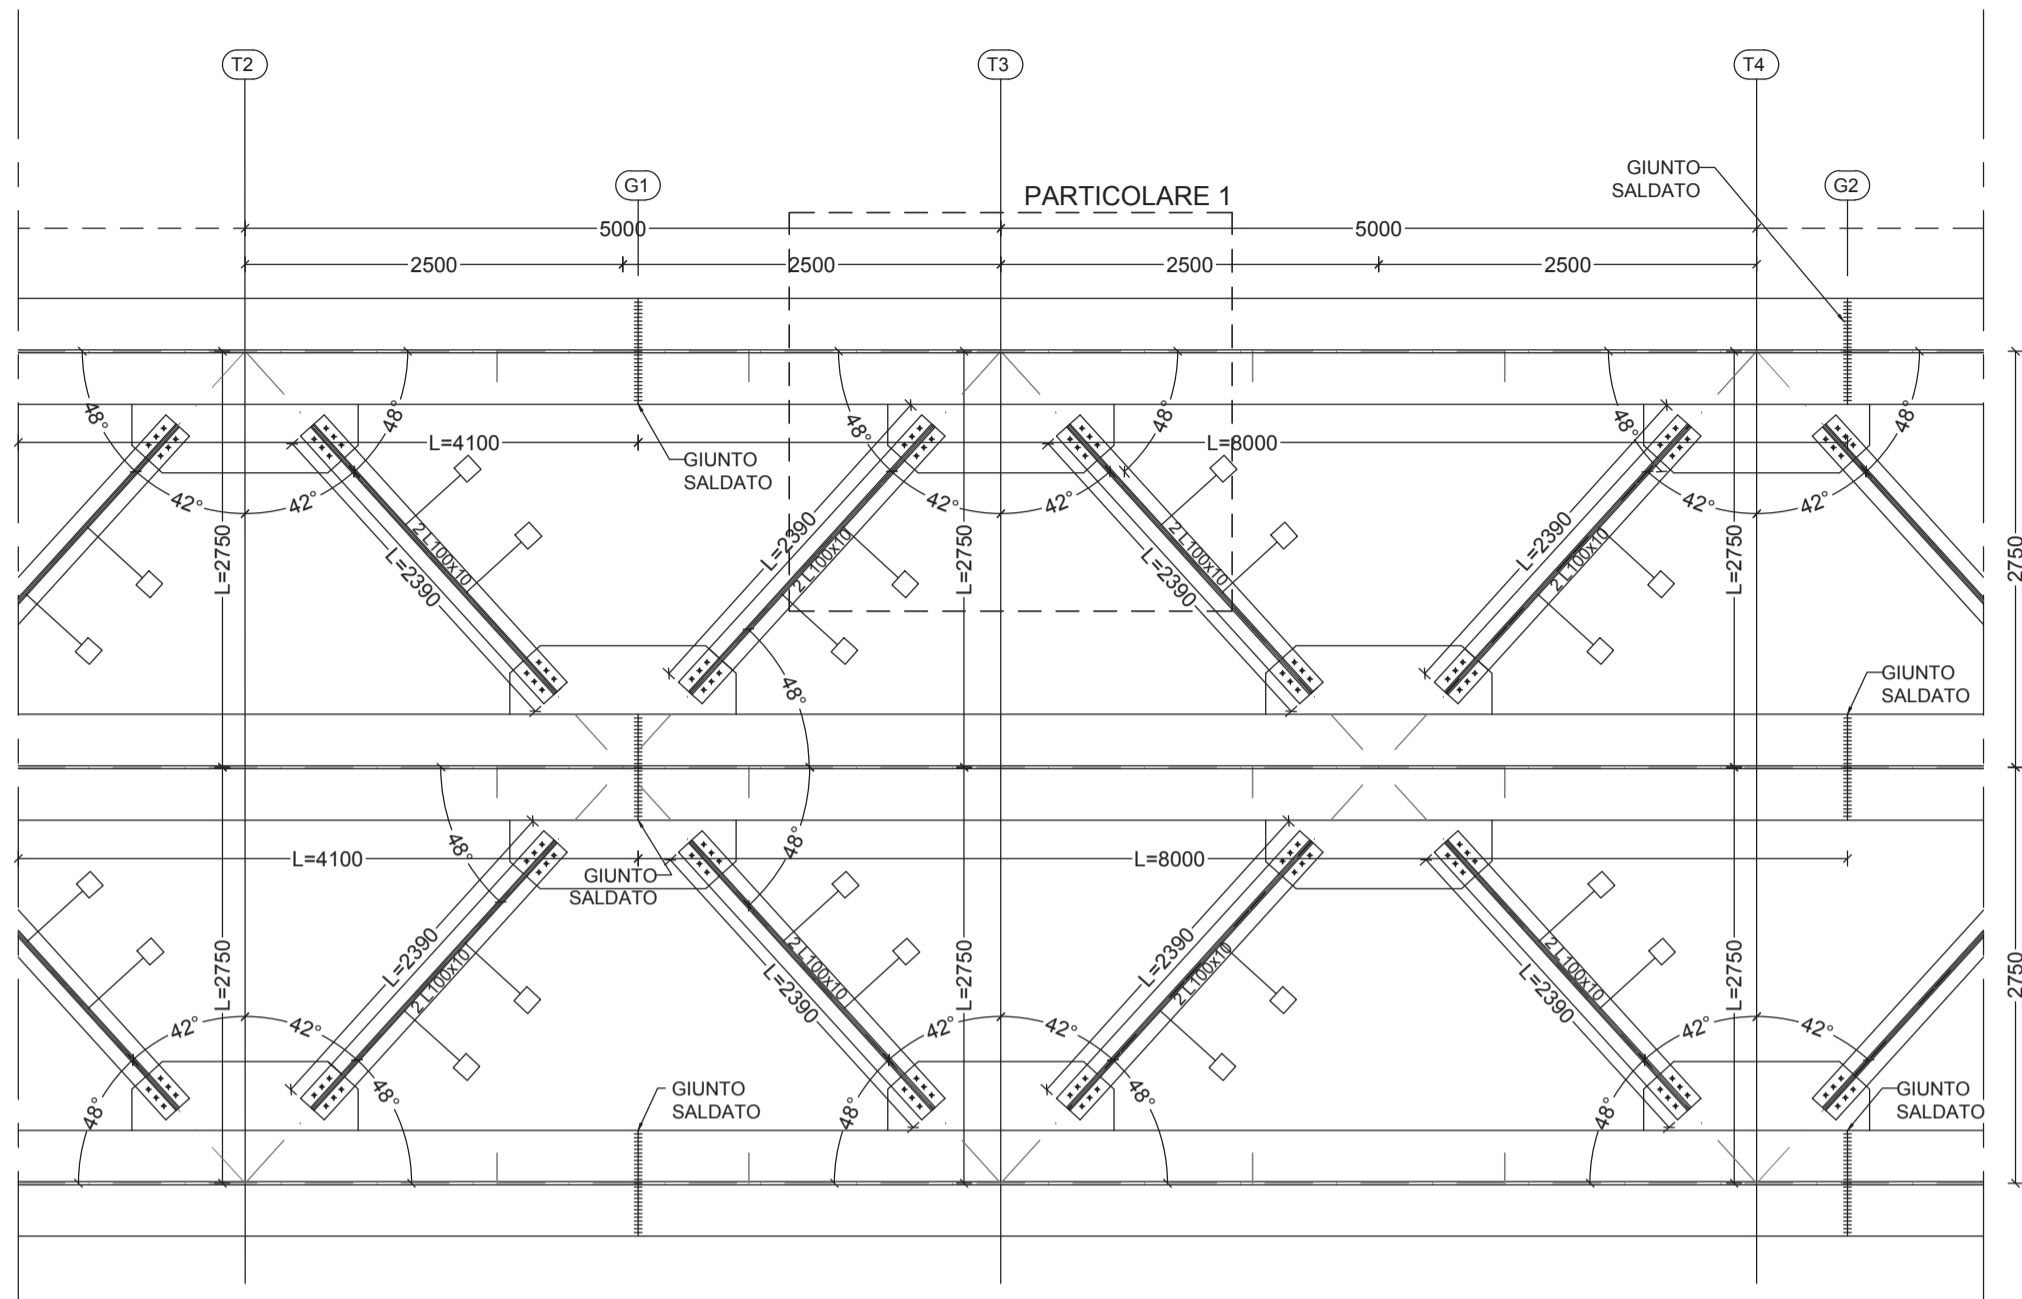 T2
T3
T4
G1
G2
GIUNTO
SALDATO
PARTICOLARE 1
5000
5000
2500
2500
2500
2500
48°
48°
48°
48°
48°
48°
L=4100
L=8000
GIUNTO
SALDATO
42°
42°
42°
42°
42°
42°
L=2750
L=2390
2 L100x10
L=2390
2 L100x10
L=2750
L=2390
2 L100x10
L=2390
2 L100x10
L=2750
2750
48°
GIUNTO
SALDATO
48°
48°
L=4100
L=8000
GIUNTO
SALDATO
L=2750
L=2390
2 L100x10
L=2390
2 L100x10
L=2750
L=2390
2 L100x10
L=2390
2 L100x10
L=2750
2750
42°
42°
42°
42°
42°
42°
48°
48°
48°
48°
48°
GIUNTO
SALDATO
GIUNTO
SALDATO